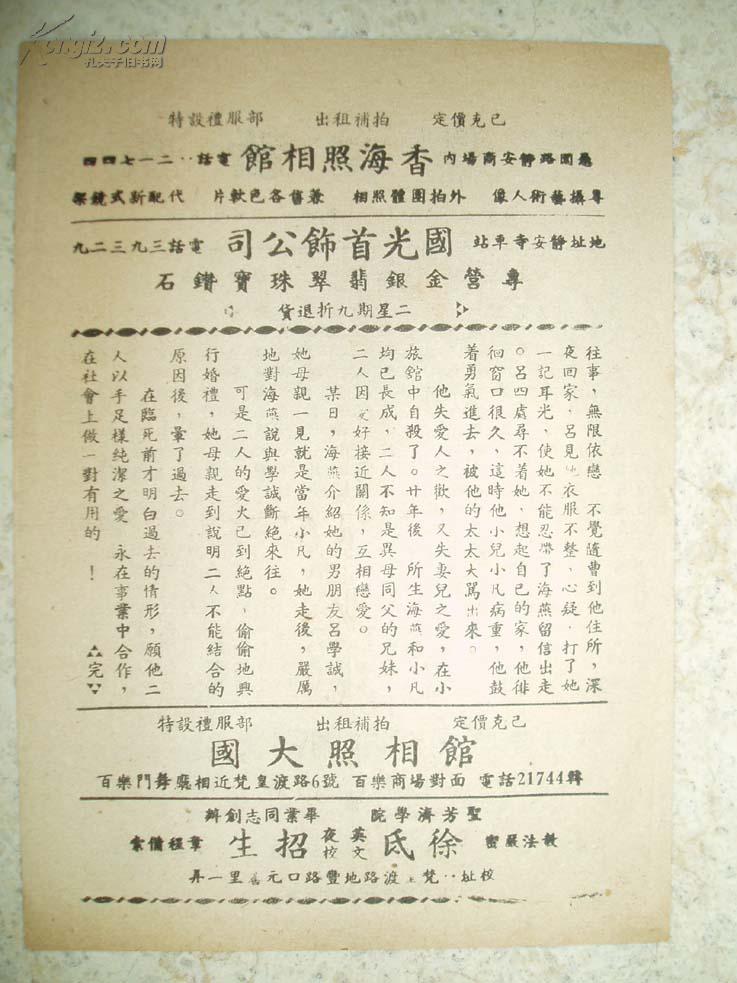 孔夫子旧书网
特設禮服部　出租補拍　定價克己
愚園路靜安商場內　香海照相館　電話：二一七四四
專攝藝術人像　外拍團體照相　兼售各色軟片　代配新式鏡架
地址靜安寺車站　國光首飾公司　電話三九三二九
專營金銀翡翠珠寶鑽石
二星期九折退貨
往事，無限依戀　不覺隨曹到他住所，深
夜回家，呂見她衣服不整，心疑，打了她
一記耳光，使她不能忍帶了海燕留信出走
。呂四處尋不着她，想起自己的家，他徘
徊窗口很久，這時他小兒小凡病重，他鼓
着勇氣進去，被他的太太大罵出來。
他失愛人之歡，又失妻兒之愛，在小
旅舘中自殺了。廿年後　所生海燕和小凡
均已長成，二人不知是異母同父的兄妹，
二人因友好接近關係，互相戀愛。
某日，海燕介紹她的男朋友呂學誠，
她母親一見就是當年小凡，她走後，嚴厲
地對海燕說與學誠斷絕來往。
可是二人的愛火已到絕點，偷偷地興
行婚禮，她母親走到說明二人不能結合的
原因後，暈了過去。
在臨死前才明白過去的情形，願他二
人以手足樣純潔之愛　永在事業中合作，
在社會上做一對有用的　！
完
特設禮服部　出租補拍　定價克己
國大照相館
百樂門舞廳相近梵皇渡路6號　百樂商場對面　電話21744轉
聖芳濟學院　畢業同志創辦
教法嚴密　徐氏英文夜校招生　章程備索
校址：梵　渡路地豐路口元善里一弄